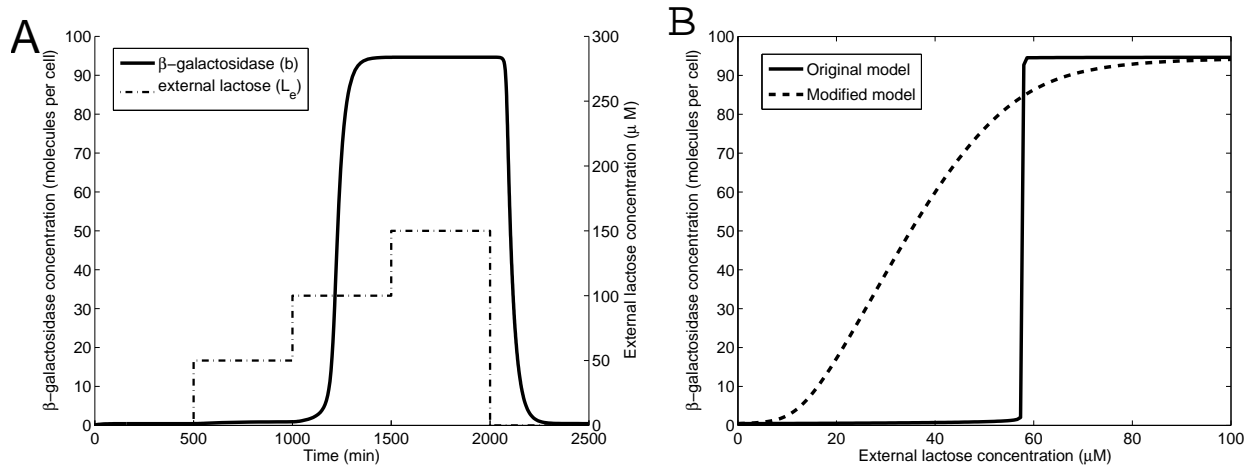 A
100
90
80
70
60
50
40
30
20
10
0
β-galactosidase concentration (molecules per cell)
β-galactosidase (b)
external lactose (Le)
300
250
200
150
100
50
0
External lactose concentration (μ M)
0 500 1000 1500 2000 2500
Time (min)
B
100
90
80
70
60
50
40
30
20
10
0
β-galactosidase concentration (molecules per cell)
Original model
Modified model
0 20 40 60 80 100
External lactose concentration (μM)